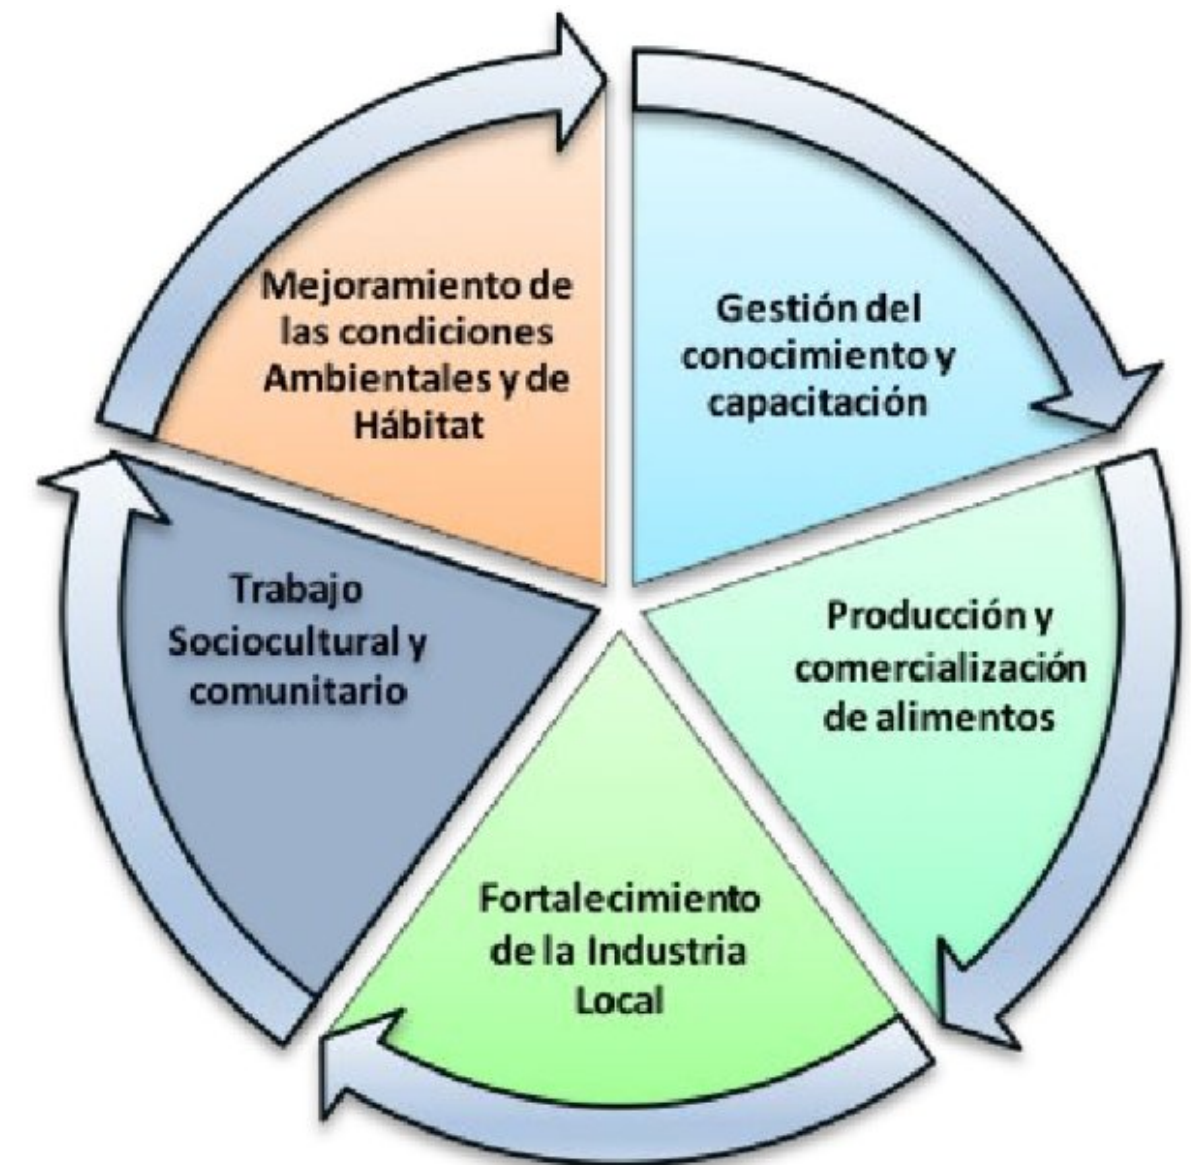 Mejoramiento de
las condiciones
Ambientales y de
Hábitat
Gestión del
conocimiento y
capacitación
Producción y
comercialización
de alimentos
Fortalecimiento
de la Industria
Local
Trabajo
Sociocultural y
comunitario